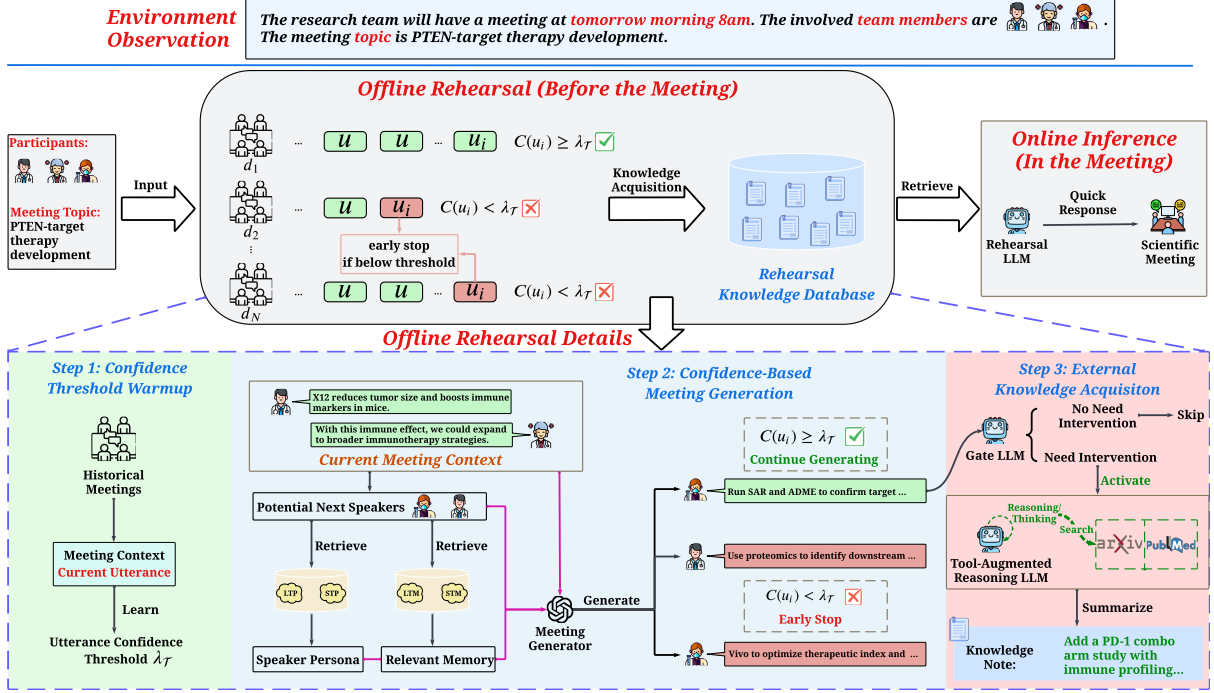 Environment
Observation
The research team will have a meeting at tomorrow morning 8am. The involved team members are .
The meeting topic is PTEN-target therapy development.
Participants:
Meeting Topic:
PTEN-target
therapy
development
Input
Offline Rehearsal (Before the Meeting)
d₁
... u u ... uᵢ C(uᵢ) ≥ λ_𝒯
d₂
... u uᵢ C(uᵢ) < λ_𝒯
⋮
early stop
if below threshold
d_N
... u u ... uᵢ C(uᵢ) < λ_𝒯
Knowledge
Acquisition
Rehearsal
Knowledge Database
Retrieve
Online Inference
(In the Meeting)
Quick
Response
Rehearsal
LLM
Scientific
Meeting
Offline Rehearsal Details
Step 1: Confidence
Threshold Warmup
Historical
Meetings
Meeting Context
Current Utterance
Learn
Utterance Confidence
Threshold λ_𝒯
Step 2: Confidence-Based
Meeting Generation
X12 reduces tumor size and boosts immune
markers in mice.
With this immune effect, we could expand
to broader immunotherapy strategies.
Current Meeting Context
Potential Next Speakers
Retrieve
Retrieve
LTP STP
LTM STM
Speaker Persona
Relevant Memory
Meeting
Generator
Generate
C(uᵢ) ≥ λ_𝒯
Continue Generating
Run SAR and ADME to confirm target ...
Use proteomics to identify downstream ...
C(uᵢ) < λ_𝒯
Early Stop
Vivo to optimize therapeutic index and ...
Step 3: External
Knowledge Acquisiton
Gate LLM
No Need
Intervention
Skip
Need Intervention
Activate
Reasoning/
Thinking
Search
arXiv
PubMed
Tool-Augmented
Reasoning LLM
Summarize
Knowledge
Note:
Add a PD-1 combo
arm study with
immune profiling...